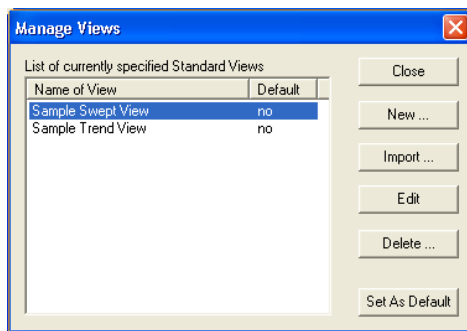 Manage Views
List of currently specified Standard Views
Name of View Default
Sample Swept View no
Sample Trend View no
Close
New ...
Import ...
Edit
Delete ...
Set As Default